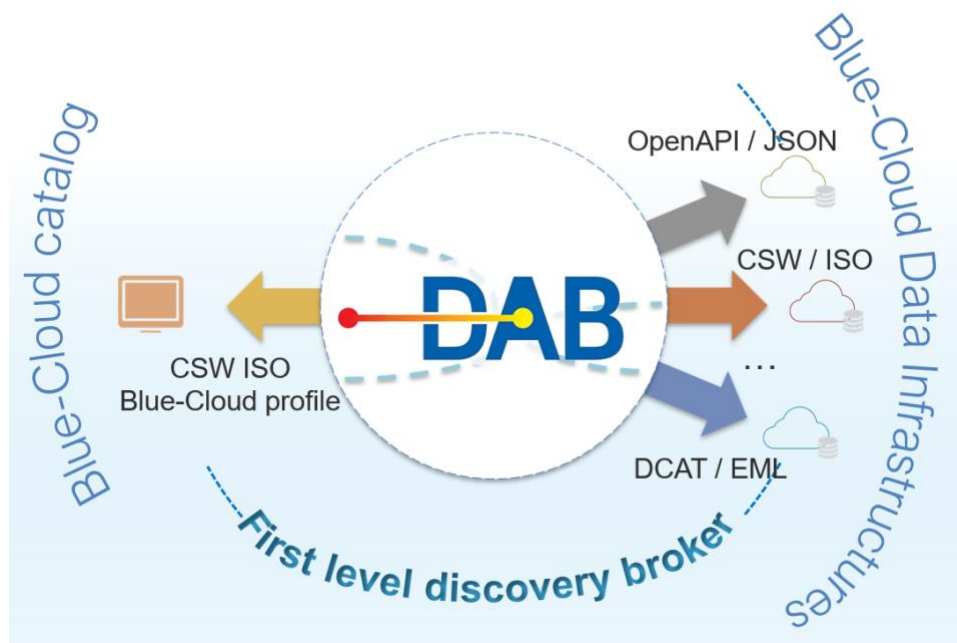 Blue-Cloud catalog
CSW ISO
Blue-Cloud profile
DAB
OpenAPI / JSON
CSW / ISO
...
DCAT / EML
Blue-Cloud Data Infrastructures
First level discovery broker